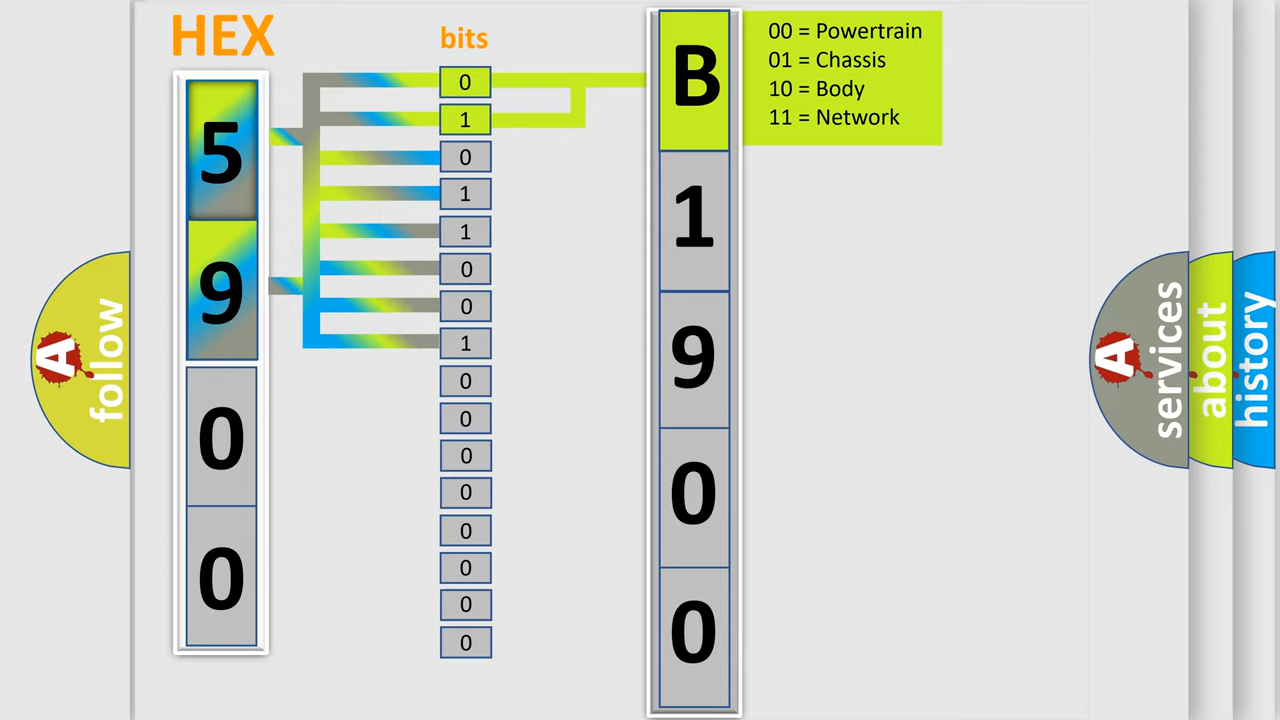 HEX
bits
5
9
0
0
0
1
0
1
1
0
0
1
0
0
0
0
0
0
0
0
B
1
9
0
0
00 = Powertrain
01 = Chassis
10 = Body
11 = Network
A
follow
A
services
about
history